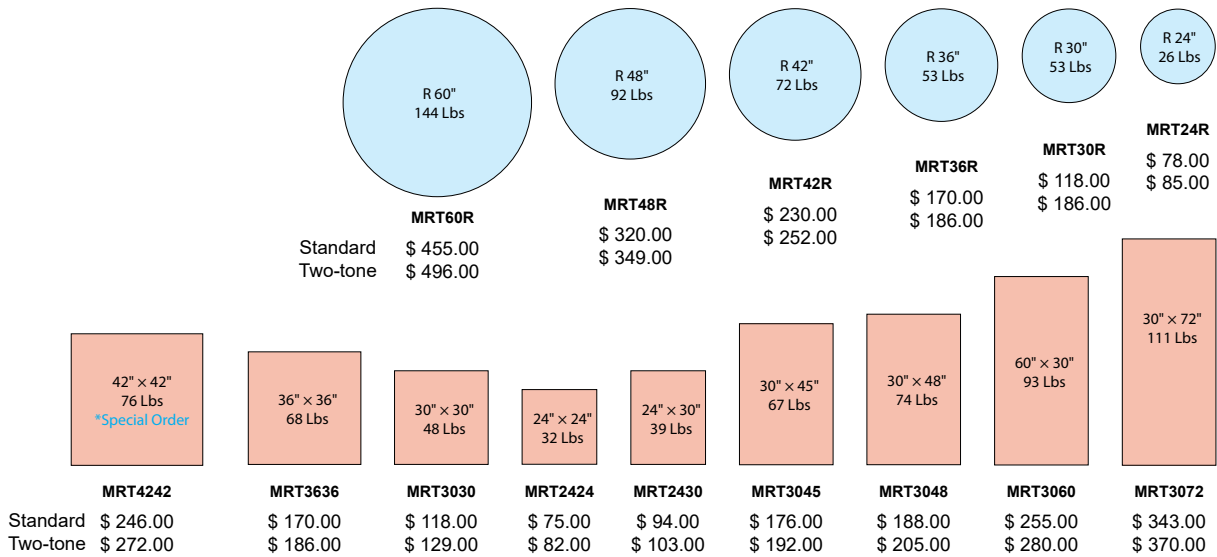 R 60"
144 Lbs
R 48"
92 Lbs
R 42"
72 Lbs
R 36"
53 Lbs
R 30"
53 Lbs
R 24"
26 Lbs
MRT60R
MRT48R
MRT42R
MRT36R
MRT30R
MRT24R
Standard $ 455.00 $ 320.00 $ 230.00 $ 170.00 $ 118.00 $ 78.00
Two-tone $ 496.00 $ 349.00 $ 252.00 $ 186.00 $ 186.00 $ 85.00
42" × 42"
76 Lbs
*Special Order
36" × 36"
68 Lbs
30" × 30"
48 Lbs
24" × 24"
32 Lbs
24" × 30"
39 Lbs
30" × 45"
67 Lbs
30" × 48"
74 Lbs
60" × 30"
93 Lbs
30" × 72"
111 Lbs
MRT4242 MRT3636 MRT3030 MRT2424 MRT2430 MRT3045 MRT3048 MRT3060 MRT3072
Standard $ 246.00 $ 170.00 $ 118.00 $ 75.00 $ 94.00 $ 176.00 $ 188.00 $ 255.00 $ 343.00
Two-tone $ 272.00 $ 186.00 $ 129.00 $ 82.00 $ 103.00 $ 192.00 $ 205.00 $ 280.00 $ 370.00